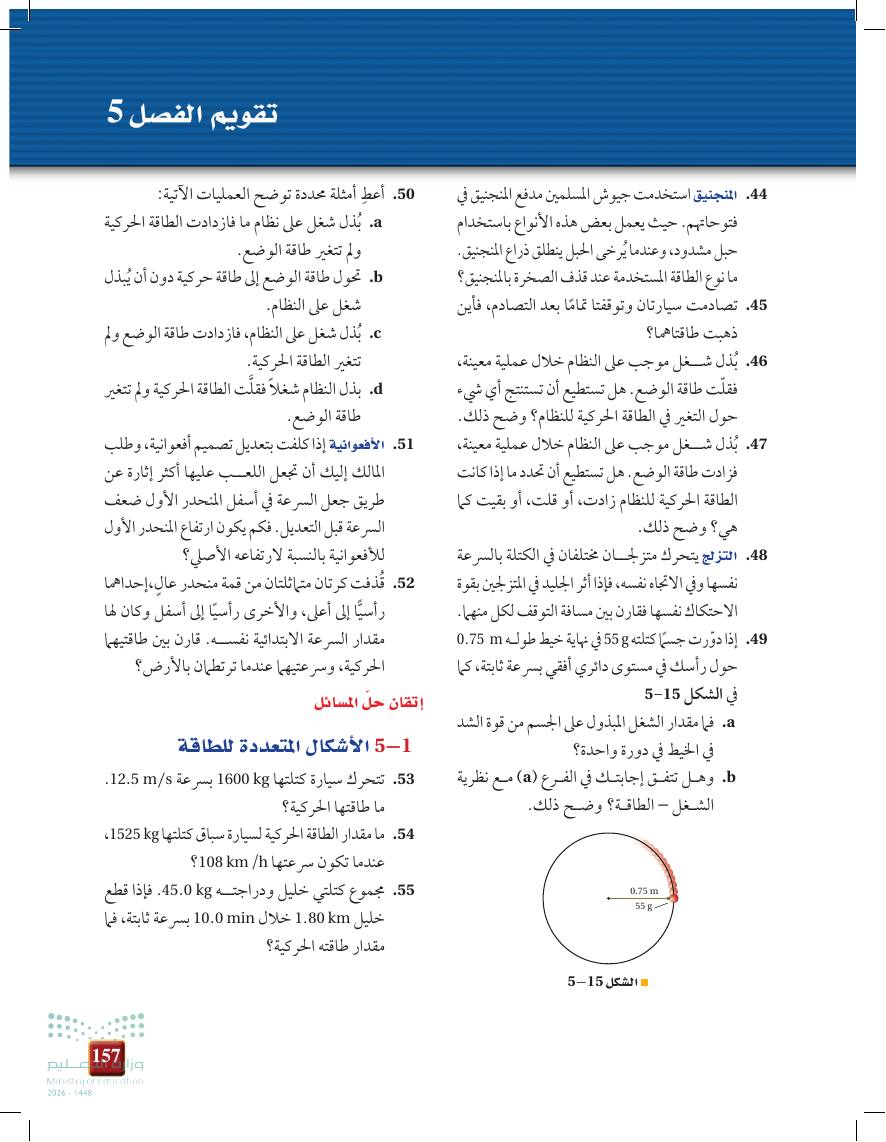 تقويم الفصل 5
44. المنجنيق استخدمت جيوش المسلمين مدفع المنجنيق في
فتوحاتهم. حيث يعمل بعض هذه الأنواع باستخدام
حبل مشدود، وعندما يُرخى الحبل ينطلق ذراع المنجنيق.
ما نوع الطاقة المستخدمة عند قذف الصخرة بالمنجنيق؟
45. تصادمت سيارتان وتوقفتا تمامًا بعد التصادم، فأين
ذهبت طاقتاهما؟
46. بُذل شغل موجب على النظام خلال عملية معينة،
فقلّت طاقة الوضع. هل تستطيع أن تستنتج أي شيء
حول التغير في الطاقة الحركية للنظام؟ وضح ذلك.
47. بُذل شغل موجب على النظام خلال عملية معينة،
فزادت طاقة الوضع. هل تستطيع أن تحدد ما إذا كانت
الطاقة الحركية للنظام زادت، أو قلت، أو بقيت كما
هي؟ وضح ذلك.
48. التزلج يتحرك متزلجان مختلفان في الكتلة بالسرعة
نفسها وفي الاتجاه نفسه، فإذا أثر الجليد في المتزلجين بقوة
الاحتكاك نفسها فقارن بين مسافة التوقف لكل منهما.
49. إذا دوّرت جسمًا كتلته 55 g في نهاية خيط طوله 0.75 m
حول رأسك في مستوى دائري أفقي بسرعة ثابتة، كما
في الشكل 15–5
a. فما مقدار الشغل المبذول على الجسم من قوة الشد
في الخيط في دورة واحدة؟
b. وهل تتفق إجابتك في الفرع (a) مع نظرية
الشغل – الطاقة؟ وضح ذلك.
0.75 m
55 g
الشكل 15–5
50. أعطِ أمثلة محددة توضح العمليات الآتية:
a. بُذل شغل على نظام ما فازدادت الطاقة الحركية
ولم تتغير طاقة الوضع.
b. تحول طاقة الوضع إلى طاقة حركية دون أن يُبذل
شغل على النظام.
c. بُذل شغل على النظام، فازدادت طاقة الوضع ولم
تتغير الطاقة الحركية.
d. بذل النظام شغلاً فقلَّت الطاقة الحركية ولم تتغير
طاقة الوضع.
51. الأفعوانية إذا كلفت بتعديل تصميم أفعوانية، وطلب
المالك إليك أن تجعل اللعب عليها أكثر إثارة عن
طريق جعل السرعة في أسفل المنحدر الأول ضعف
السرعة قبل التعديل. فكم يكون ارتفاع المنحدر الأول
للأفعوانية بالنسبة لارتفاعه الأصلي؟
52. قُذفت كرتان متماثلتان من قمة منحدر عالٍ، إحداهما
رأسيًّا إلى أعلى، والأخرى رأسيًا إلى أسفل وكان لها
مقدار السرعة الابتدائية نفسه. قارن بين طاقتيهما
الحركية، وسرعتيهما عندما ترتطمان بالأرض؟
إتقان حلّ المسائل
5–1 الأشكال المتعددة للطاقة
53. تتحرك سيارة كتلتها 1600 kg بسرعة 12.5 m/s.
ما طاقتها الحركية؟
54. ما مقدار الطاقة الحركية لسيارة سباق كتلتها 1525 kg،
عندما تكون سرعتها 108 km /h؟
55. مجموع كتلتي خليل ودراجته 45.0 kg. فإذا قطع
خليل 1.80 km خلال 10.0 min بسرعة ثابتة، فما
مقدار طاقته الحركية؟
157
وزارة التعليم
Ministry of Education
2026 - 1448